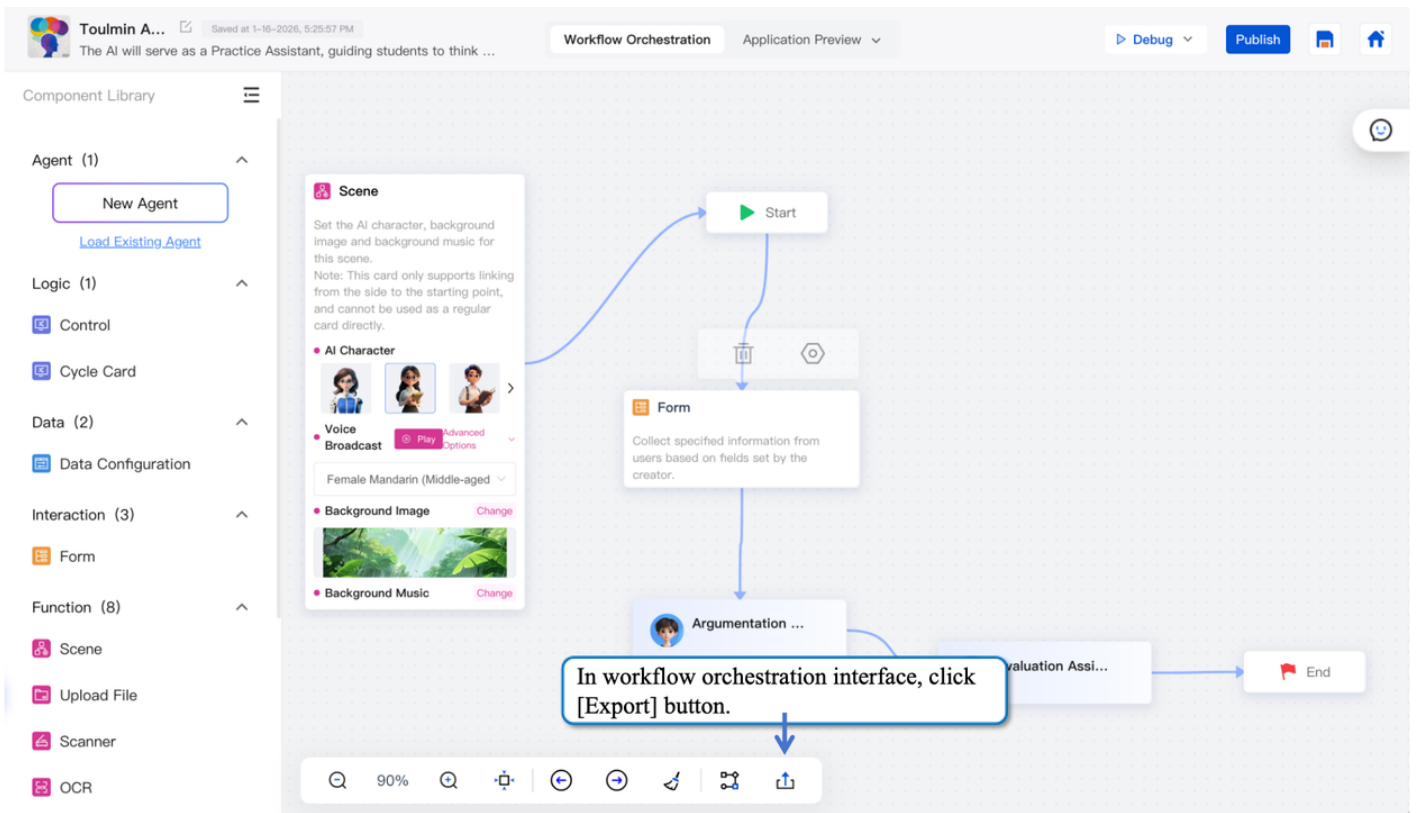 Toulmin A...
Saved at 1-16-2026, 5:25:57 PM
The AI will serve as a Practice Assistant, guiding students to think ...
Workflow Orchestration
Application Preview
Debug
Publish
Component Library
Agent (1)
New Agent
Load Existing Agent
Logic (1)
Control
Cycle Card
Data (2)
Data Configuration
Interaction (3)
Form
Function (8)
Scene
Upload File
Scanner
OCR
Scene
Set the AI character, background
image and background music for
this scene.
Note: This card only supports linking
from the side to the starting point,
and cannot be used as a regular
card directly.
AI Character
Voice
Broadcast
Play
Advanced
Options
Female Mandarin (Middle-aged
Background Image
Change
Background Music
Change
Start
Form
Collect specified information from
users based on fields set by the
creator.
Argumentation ...
In workflow orchestration interface, click
[Export] button.
valuation Assi...
End
90%